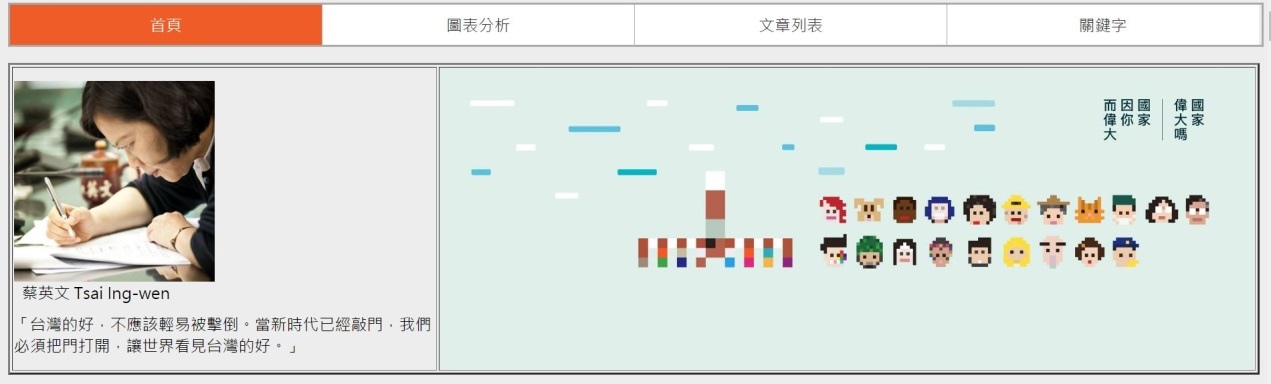 首頁
圖表分析
文章列表
關鍵字
蔡英文 Tsai Ing-wen
「台灣的好，不應該輕易被擊倒。當新時代已經敲門，我們
必須把門打開，讓世界看見台灣的好。」
國家
偉大嗎
國家
因你
而偉大